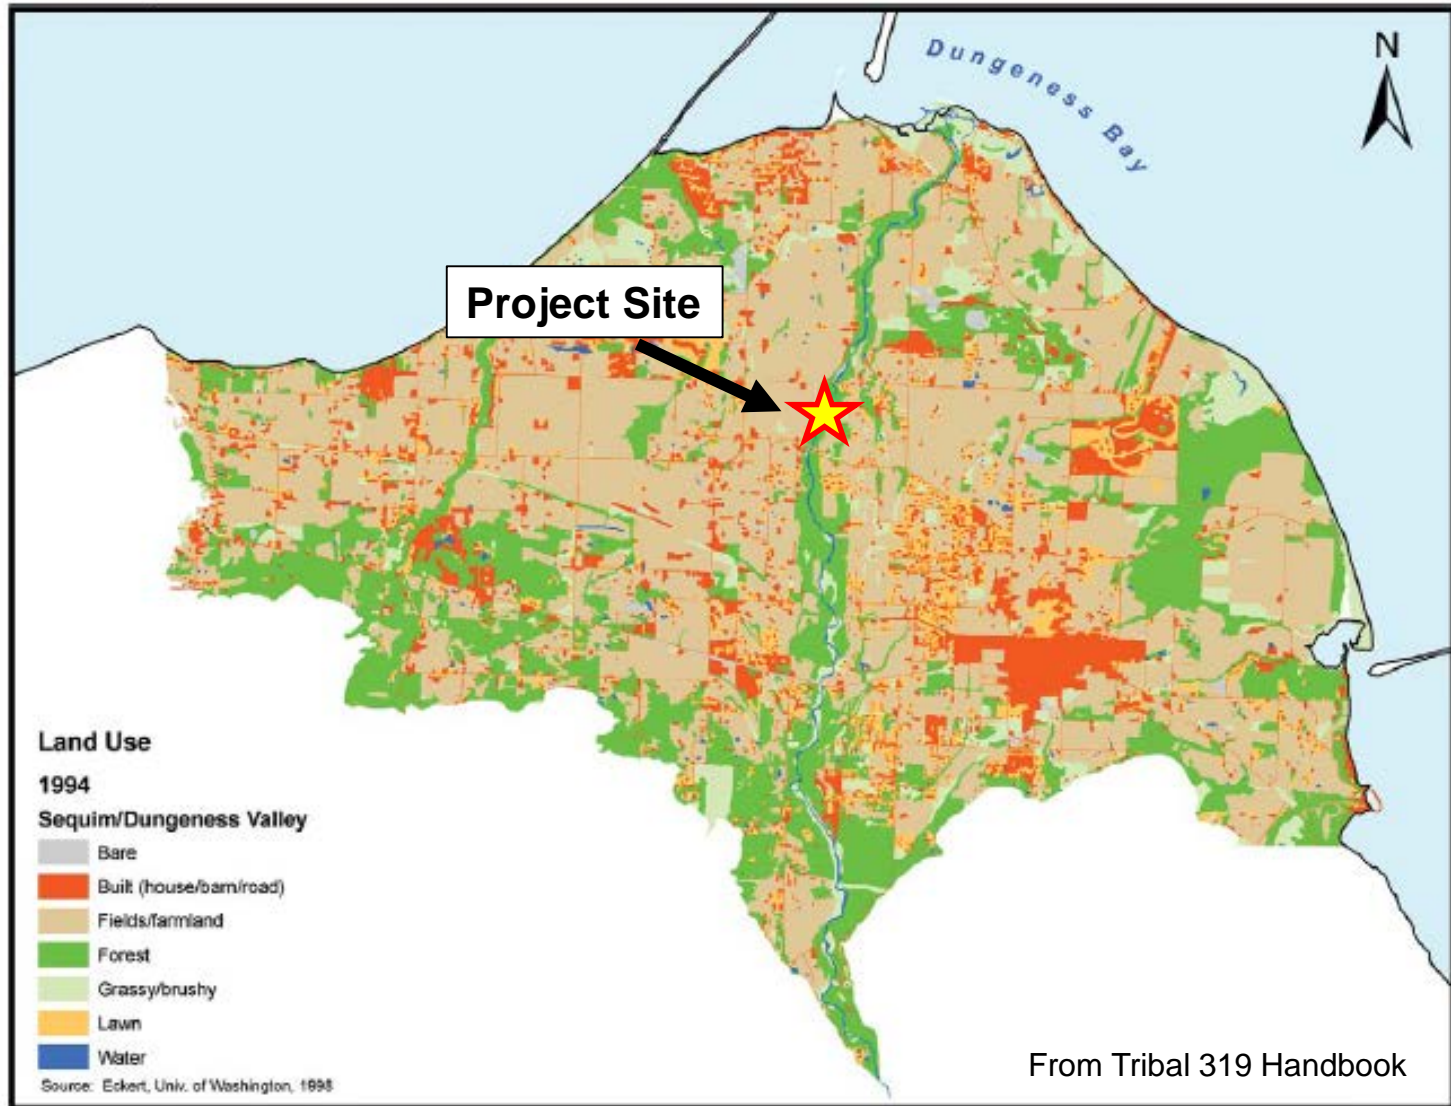 Dungeness Bay
N
Project Site
Land Use
1994
Sequim/Dungeness Valley
Bare
Built (house/barn/road)
Fields/farmland
Forest
Grassy/brushy
Lawn
Water
Source: Eckert, Univ. of Washington, 1998
From Tribal 319 Handbook